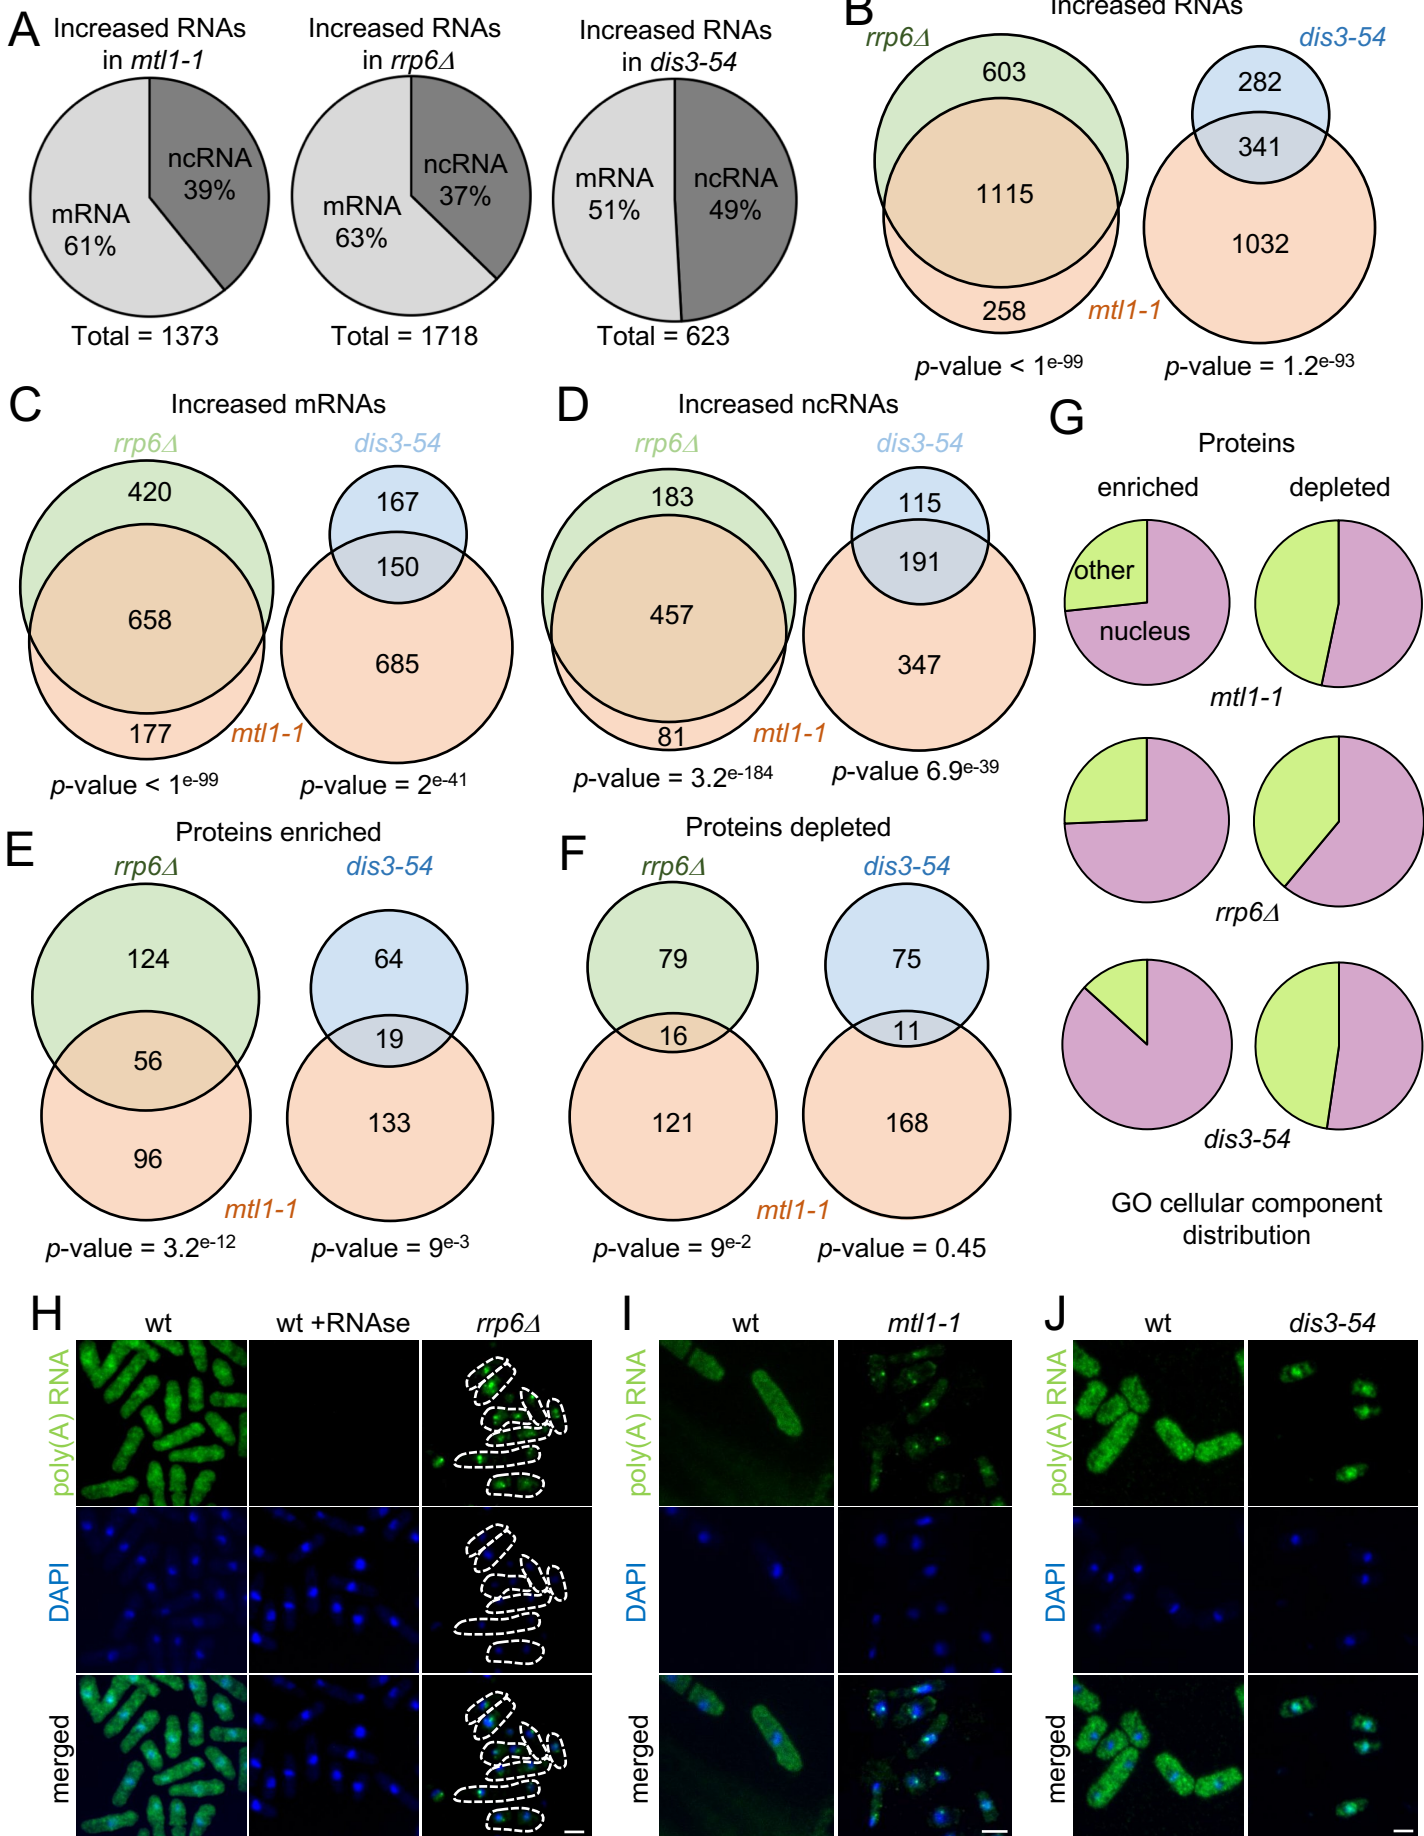 A
Increased RNAs
in mtl1-1
ncRNA
39%
mRNA
61%
Total = 1373
Increased RNAs
in rrp6Δ
ncRNA
37%
mRNA
63%
Total = 1718
Increased RNAs
in dis3-54
mRNA
51%
ncRNA
49%
Total = 623
B
Increased RNAs
rrp6Δ
603
1115
258
mtl1-1
p-value < 1e-99
dis3-54
282
341
1032
p-value = 1.2e-93
C
Increased mRNAs
rrp6Δ
420
658
177
mtl1-1
p-value < 1e-99
dis3-54
167
150
685
p-value = 2e-41
D
Increased ncRNAs
rrp6Δ
183
457
81
mtl1-1
p-value = 3.2e-184
dis3-54
115
191
347
p-value 6.9e-39
E
Proteins enriched
rrp6Δ
124
56
96
mtl1-1
p-value = 3.2e-12
dis3-54
64
19
133
p-value = 9e-3
F
Proteins depleted
rrp6Δ
79
16
121
mtl1-1
p-value = 9e-2
dis3-54
75
11
168
p-value = 0.45
G
Proteins
enriched
depleted
other
nucleus
mtl1-1
rrp6Δ
dis3-54
GO cellular component
distribution
H
wt
wt +RNAse
rrp6Δ
poly(A) RNA
DAPI
merged
I
wt
mtl1-1
poly(A) RNA
DAPI
merged
J
wt
dis3-54
poly(A) RNA
DAPI
merged